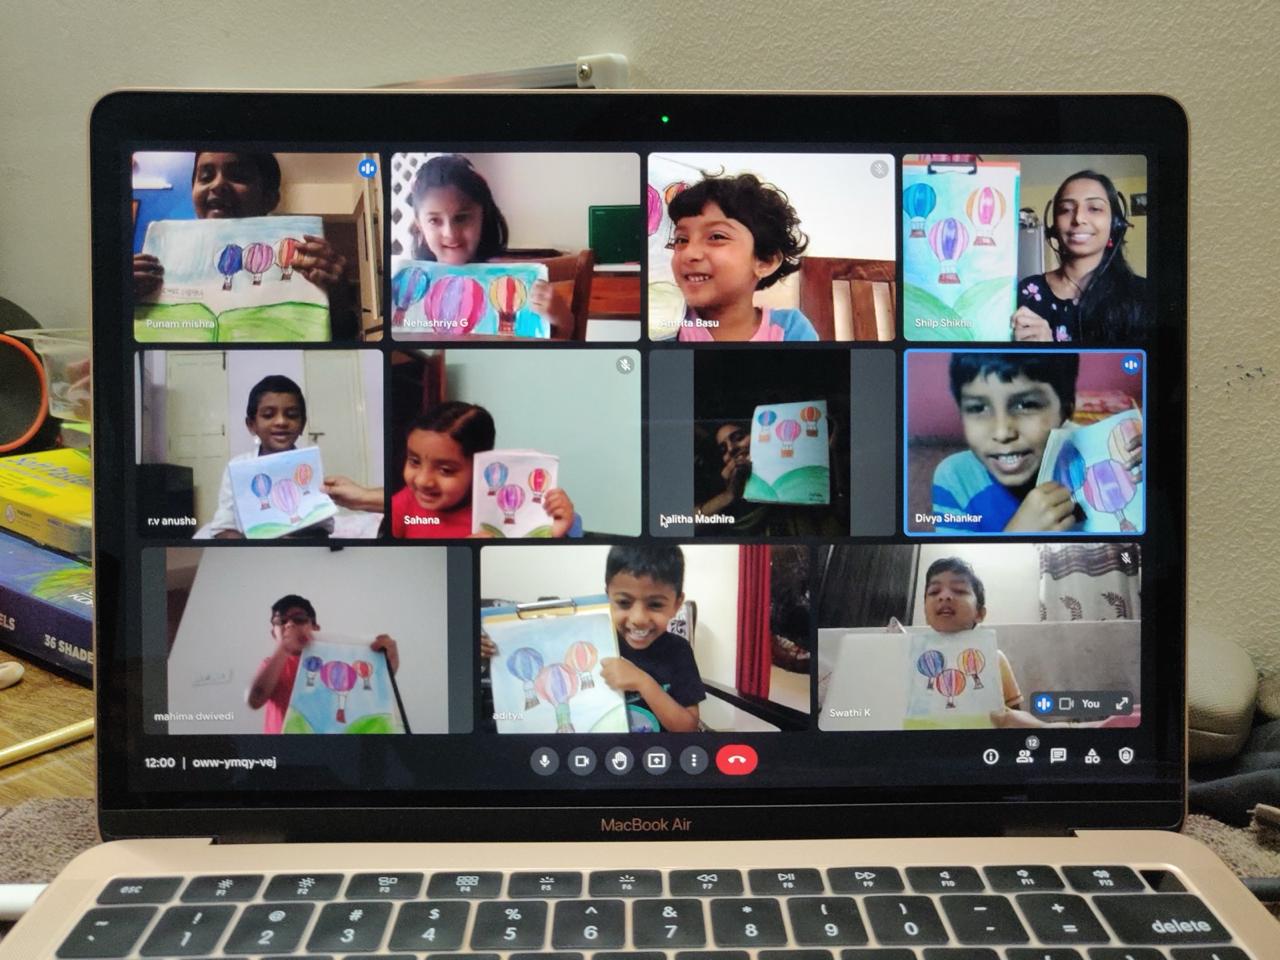 Punam mishra
Nehashriya G
Amrita Basu
Shilp Shikha
r.v anusha
Sahana
Lalitha Madhira
Divya Shankar
mahima dwivedi
aditya
Swathi K
You
12:00 | oww-ymqy-vej
12
36 SHADE
MacBook Air
esc F1 F2 F3 F4 F5 F6 F7 F8 F9 F10 F11 F12
~ ! @ # $ % ^ & * ( ) _ +
` 1 2 3 4 5 6 7 8 9 0 - = delete